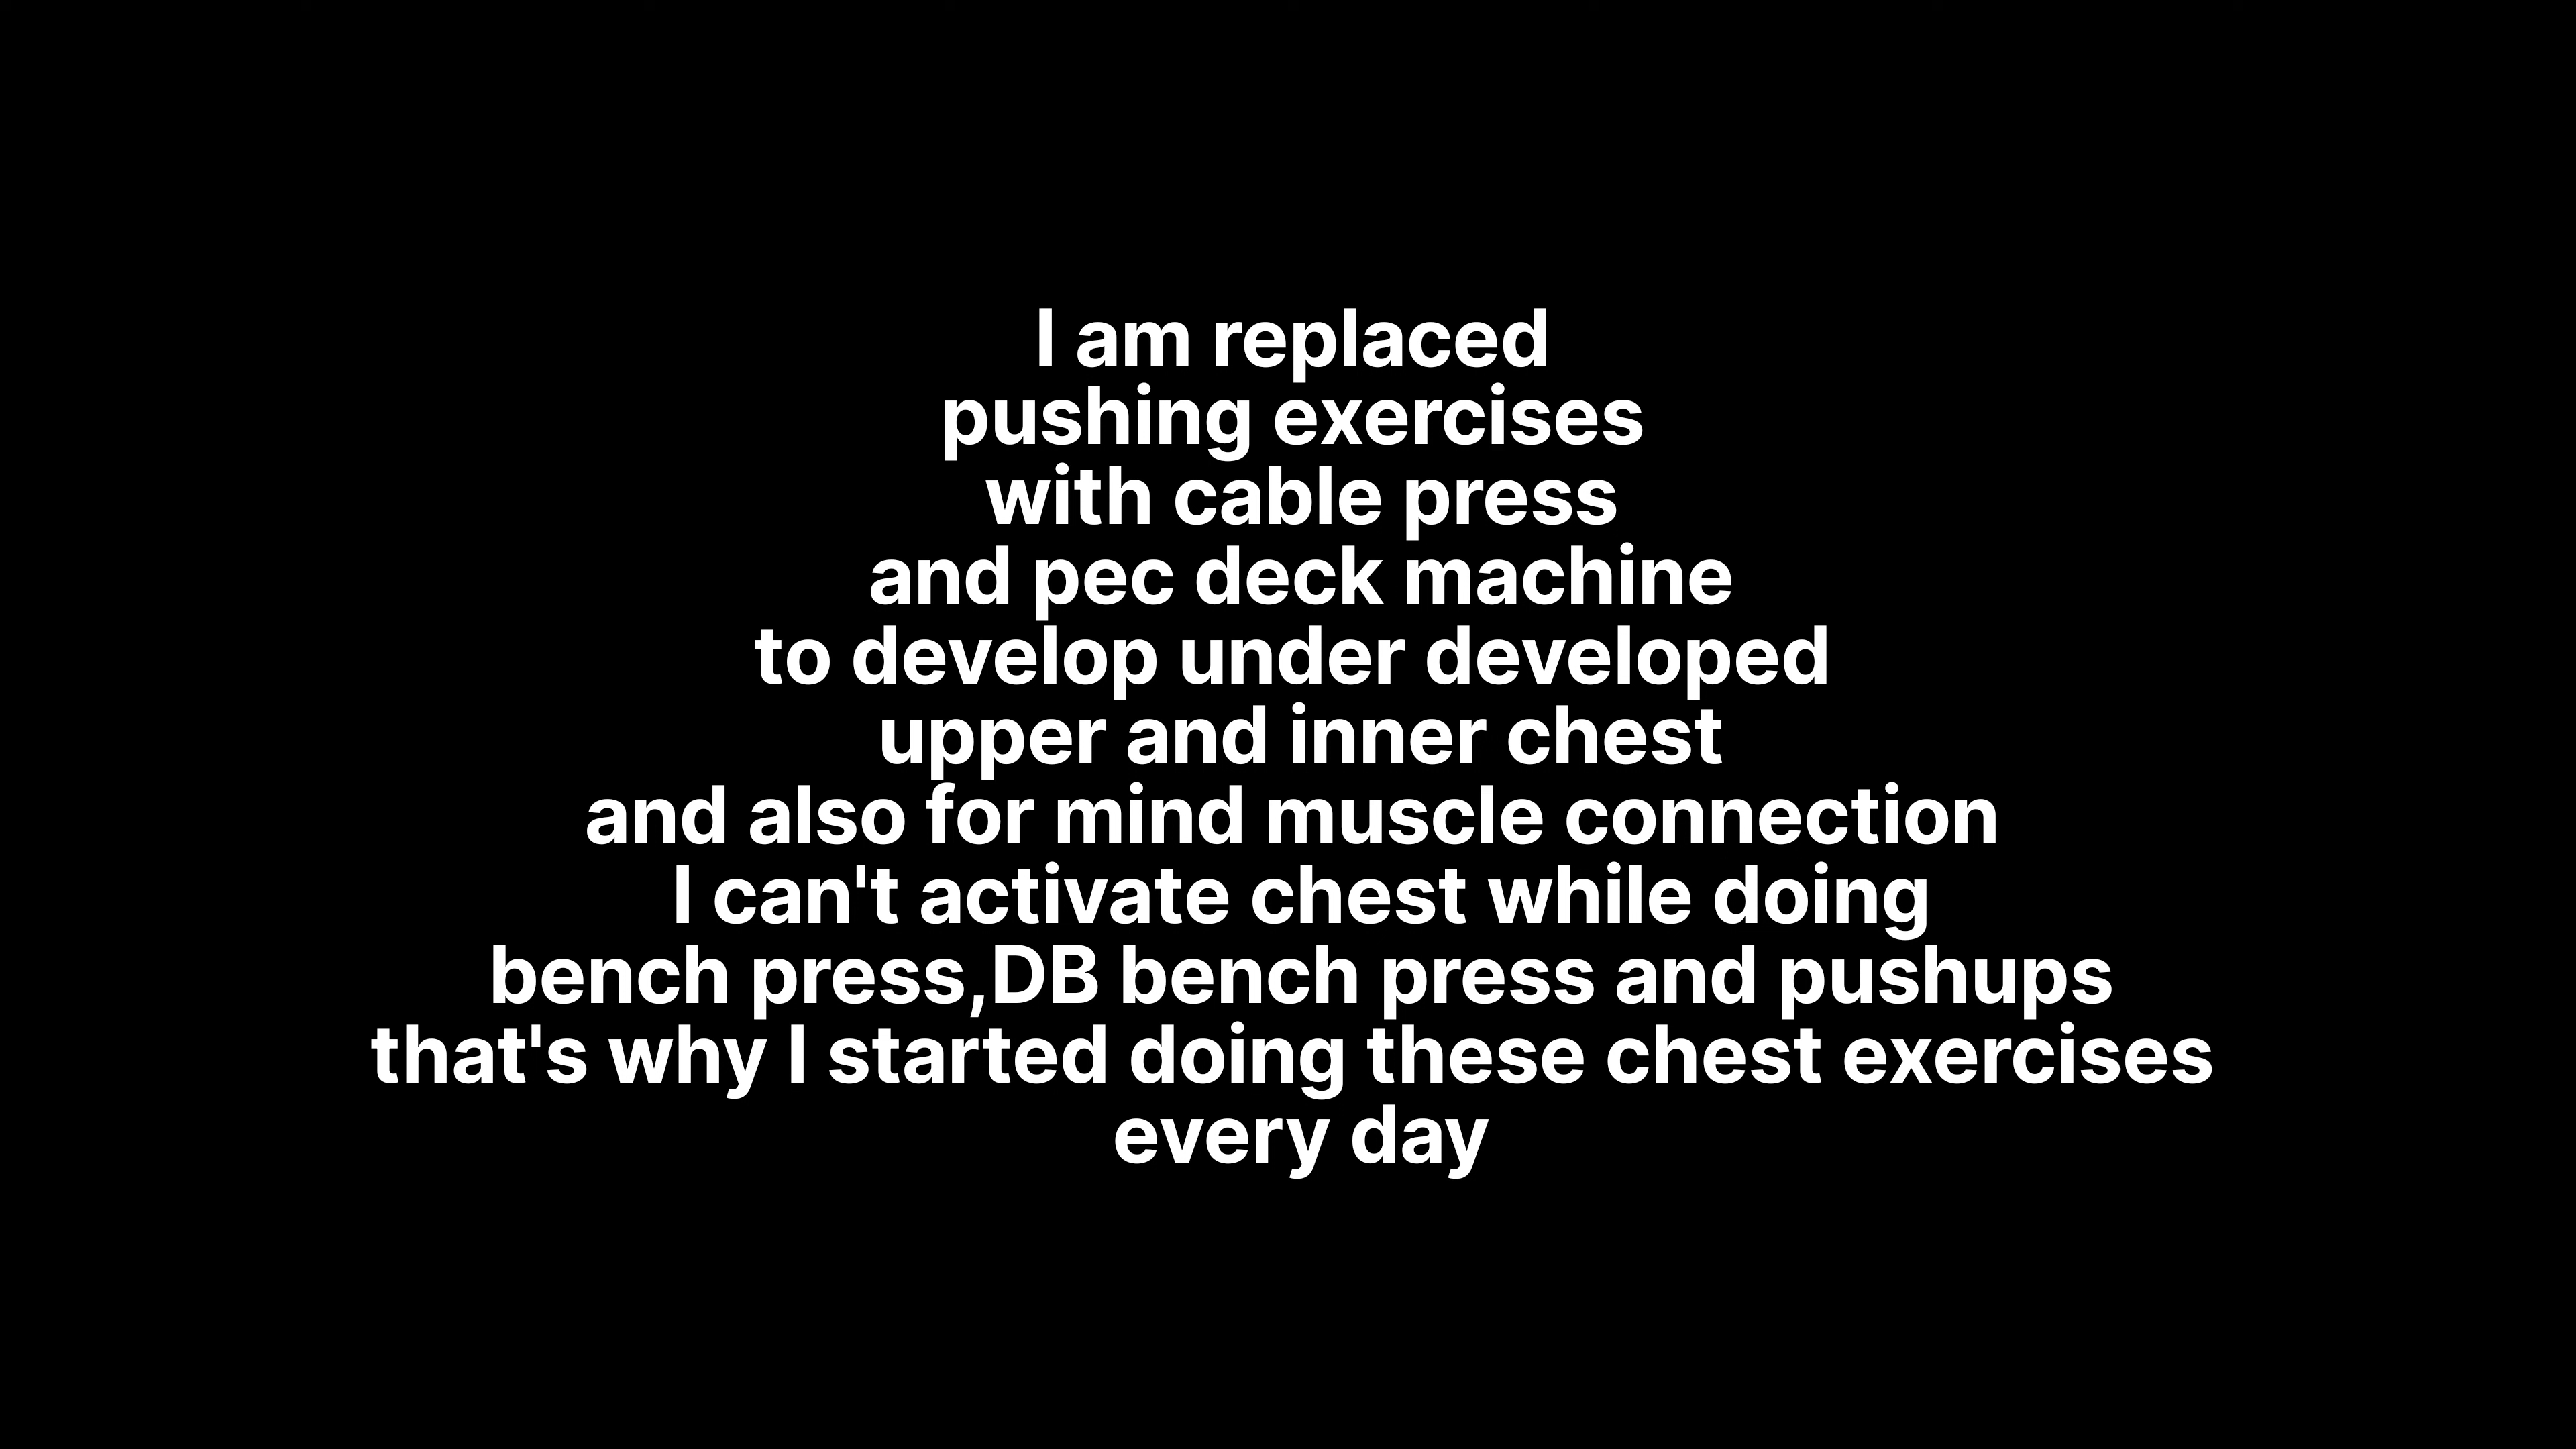 I am replaced
pushing exercises
with cable press
and pec deck machine
to develop under developed
upper and inner chest
and also for mind muscle connection
I can't activate chest while doing
bench press,DB bench press and pushups
that's why I started doing these chest exercises
every day